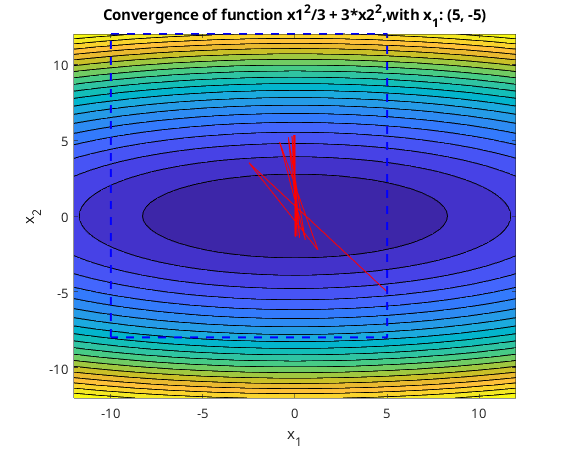 Convergence of function x1²/3 + 3*x2²,with x₁: (5, -5)
10
5
0
-5
-10
x₂
-10 -5 0 5 10
x₁